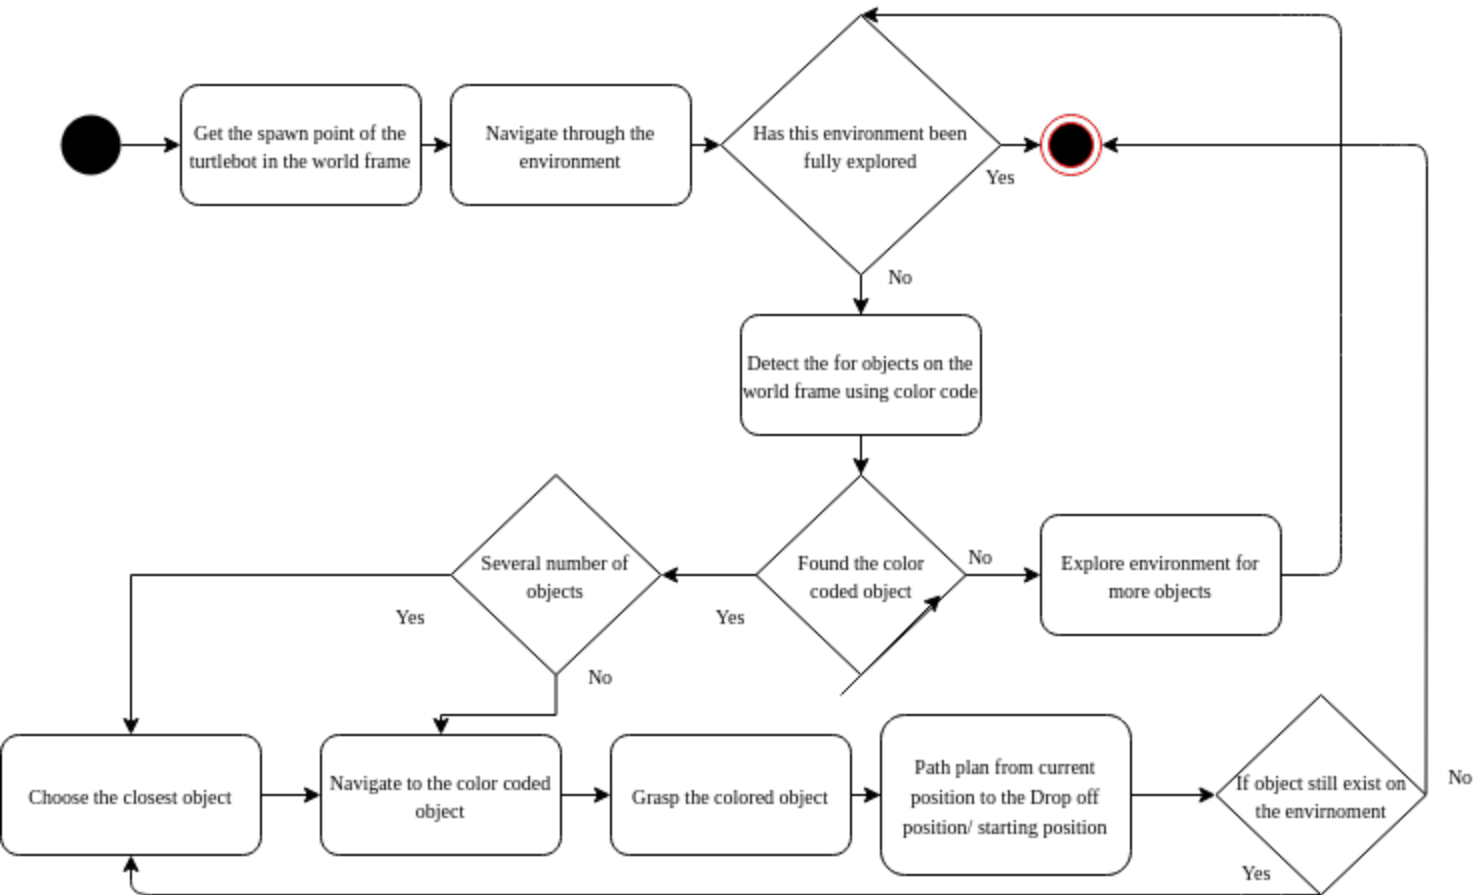 Get the spawn point of the
turtlebot in the world frame
Navigate through the
environment
Has this environment been
fully explored
Yes
No
Detect the for objects on the
world frame using color code
Several number of
objects
Found the color
coded object
No
Explore environment for
more objects
Yes
Yes
No
Choose the closest object
Navigate to the color coded
object
Grasp the colored object
Path plan from current
position to the Drop off
position/ starting position
If object still exist on
the envirnoment
No
Yes